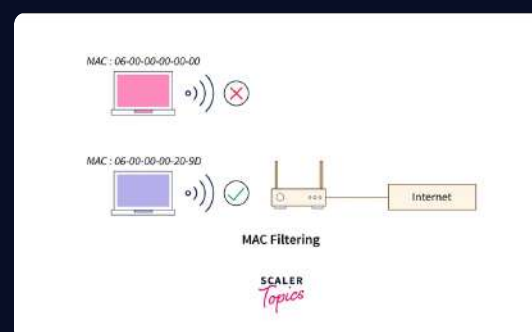 MAC : 06-00-00-00-00-00
MAC : 06-00-00-00-20-9D
Internet
MAC Filtering
SCALER
Topics